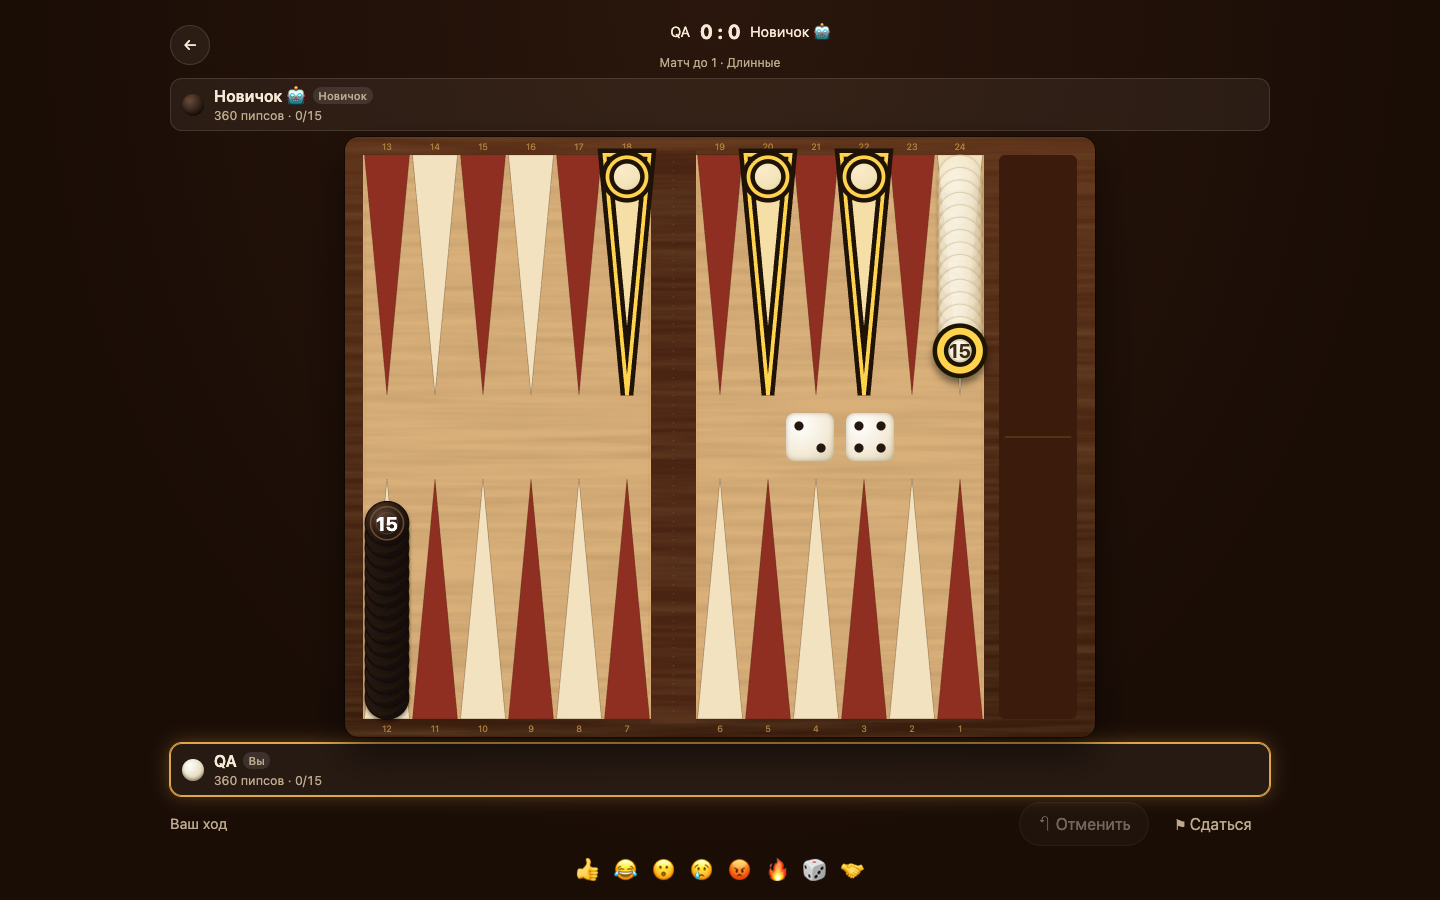 QA 0 : 0 Новичок
Матч до 1 · Длинные
Новичок Новичок
360 пипсов · 0/15
13 14 15 16 17 18 19 20 21 22 23 24
15
15
12 11 10 9 8 7 6 5 4 3 2 1
QA Вы
360 пипсов · 0/15
Ваш ход
Отменить
Сдаться